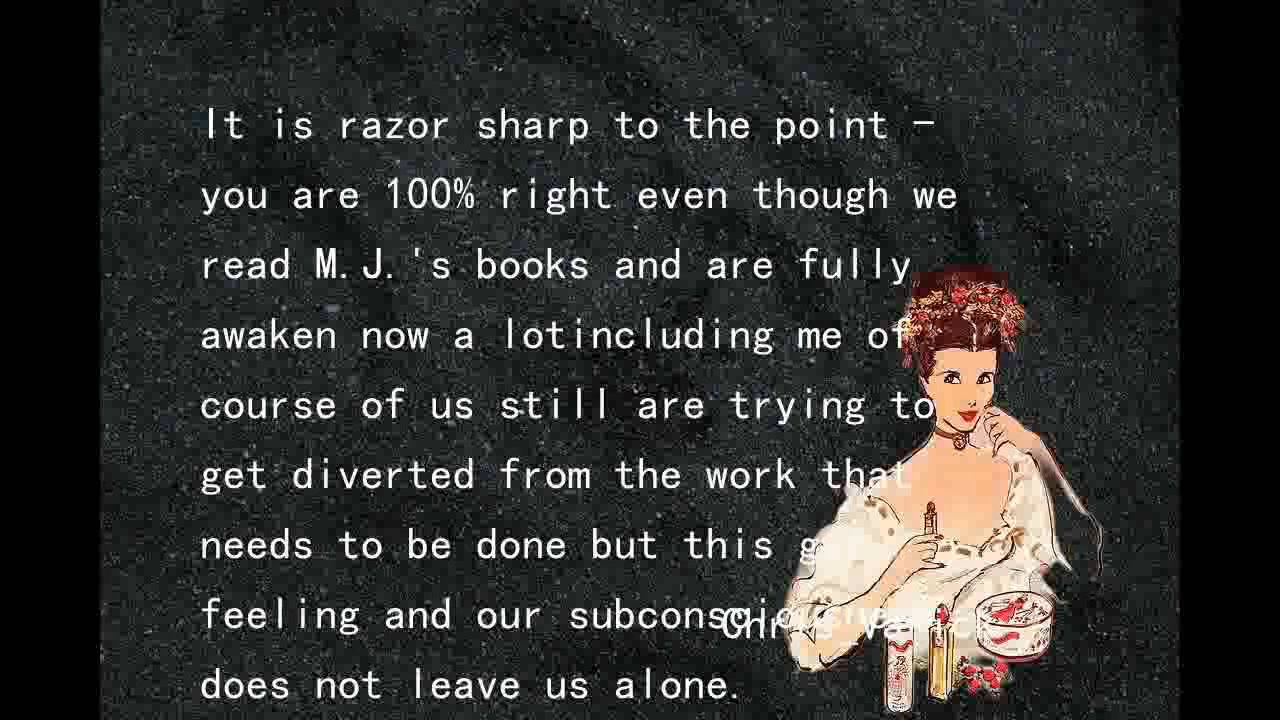 It is razor sharp to the point –
you are 100% right even though we
read M.J.'s books and are fully
awaken now a lotincluding me of
course of us still are trying to
get diverted from the work that
needs to be done but this
feeling and our
does not leave us alone.